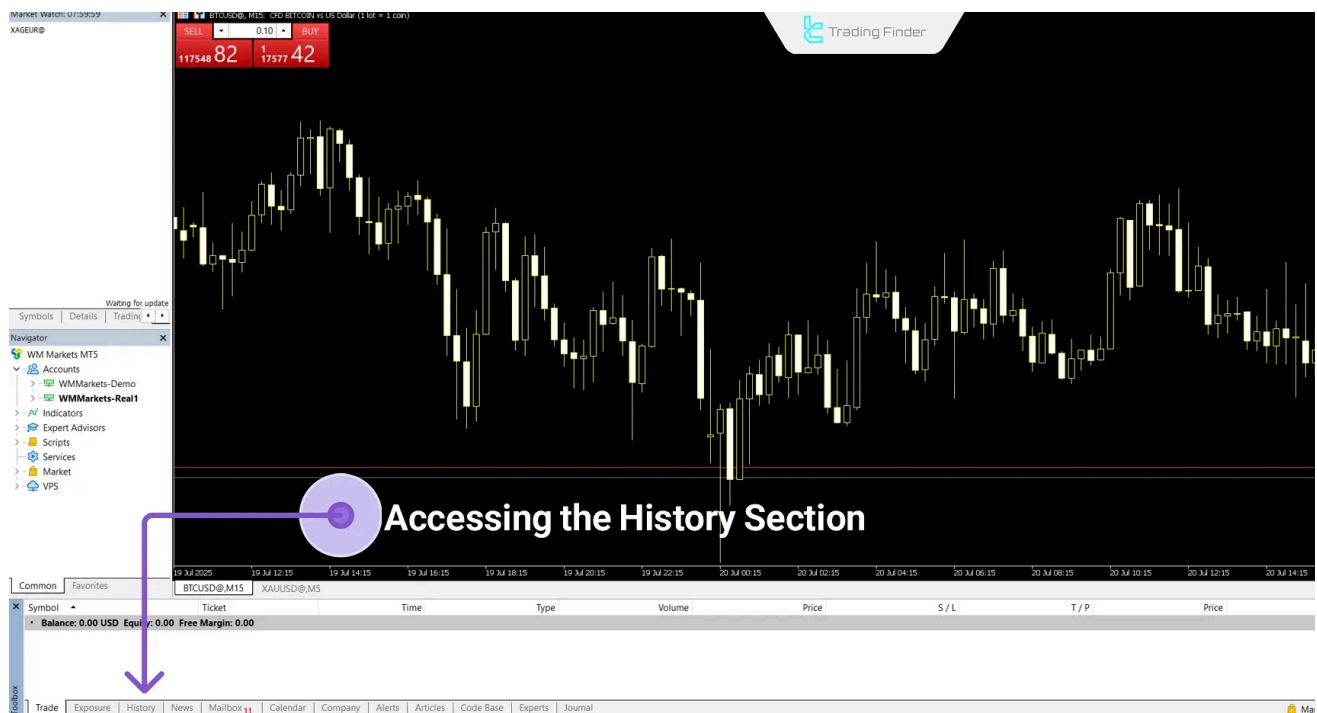 Market Watch: 07:59:59
XAGEUR@
Waiting for update
Symbols | Details | Trading
Navigator
WM Markets MT5
Accounts
WMMarkets-Demo
WMMarkets-Real1
Indicators
Expert Advisors
Scripts
Services
Market
VPS
Common Favorites
BTCUSD@, M15: CFD BITCOIN vs US Dollar (1 lot = 1 coin)
SELL 0.10 BUY
117548 82 1 17577 42
Trading Finder
Accessing the History Section
19 Jul 2025 19 Jul 12:15 19 Jul 14:15 19 Jul 16:15 19 Jul 18:15 19 Jul 20:15 19 Jul 22:15 20 Jul 00:15 20 Jul 02:15 20 Jul 04:15 20 Jul 06:15 20 Jul 08:15 20 Jul 10:15 20 Jul 12:15 20 Jul 14:15
BTCUSD@,M15 XAUUSD@,M5
Symbol Ticket Time Type Volume Price S / L T / P Price
Balance: 0.00 USD Equity: 0.00 Free Margin: 0.00
Toolbox
Trade | Exposure | History | News | Mailbox 11 | Calendar | Company | Alerts | Articles | Code Base | Experts | Journal